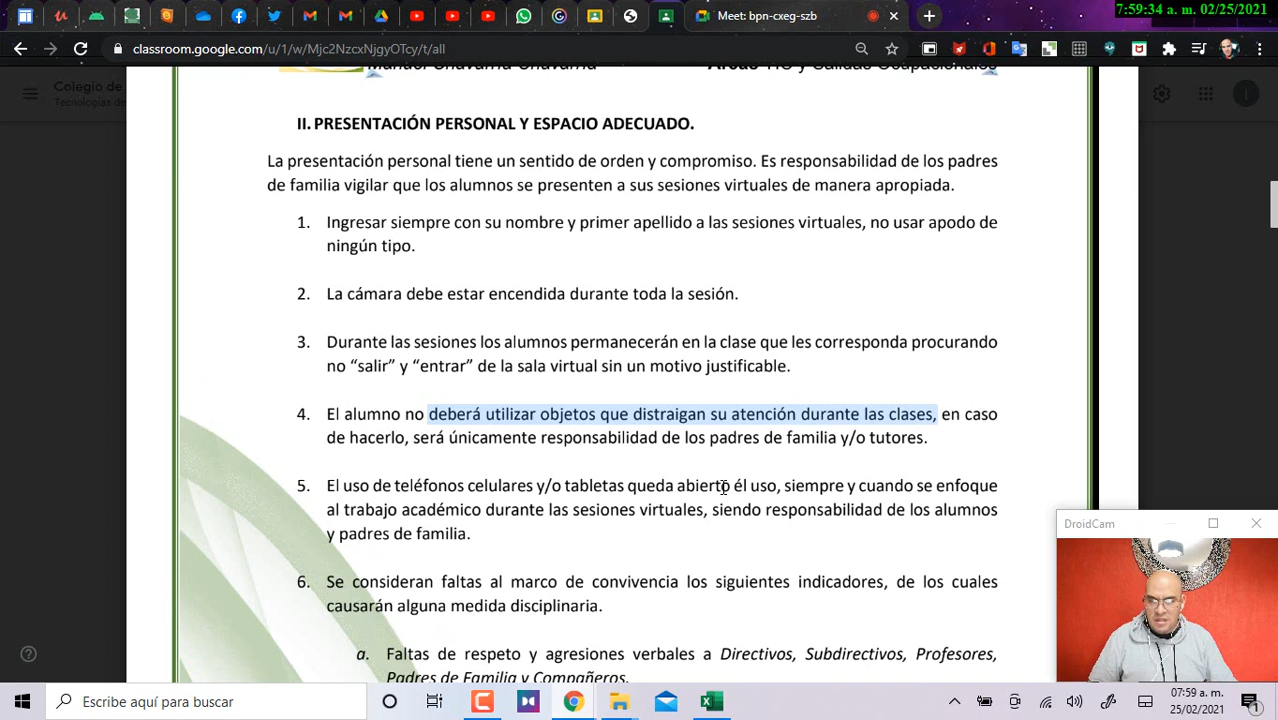 7:59:34 a. m. 02/25/2021
Meet: bpn-cxeg-szb
classroom.google.com/u/1/w/Mjc2NzcxNjgyOTcy/t/all
Colegio de
Tecnologías de
II. PRESENTACIÓN PERSONAL Y ESPACIO ADECUADO.
La presentación personal tiene un sentido de orden y compromiso. Es responsabilidad de los padres
de familia vigilar que los alumnos se presenten a sus sesiones virtuales de manera apropiada.
1. Ingresar siempre con su nombre y primer apellido a las sesiones virtuales, no usar apodo de
ningún tipo.
2. La cámara debe estar encendida durante toda la sesión.
3. Durante las sesiones los alumnos permanecerán en la clase que les corresponda procurando
no “salir” y “entrar” de la sala virtual sin un motivo justificable.
4. El alumno no deberá utilizar objetos que distraigan su atención durante las clases, en caso
de hacerlo, será únicamente responsabilidad de los padres de familia y/o tutores.
5. El uso de teléfonos celulares y/o tabletas queda abierto él uso, siempre y cuando se enfoque
al trabajo académico durante las sesiones virtuales, siendo responsabilidad de los alumnos
y padres de familia.
6. Se consideran faltas al marco de convivencia los siguientes indicadores, de los cuales
causarán alguna medida disciplinaria.
a. Faltas de respeto y agresiones verbales a Directivos, Subdirectivos, Profesores,
Padres de Familia y Compañeros.
DroidCam
Escribe aquí para buscar
07:59 a. m.
25/02/2021